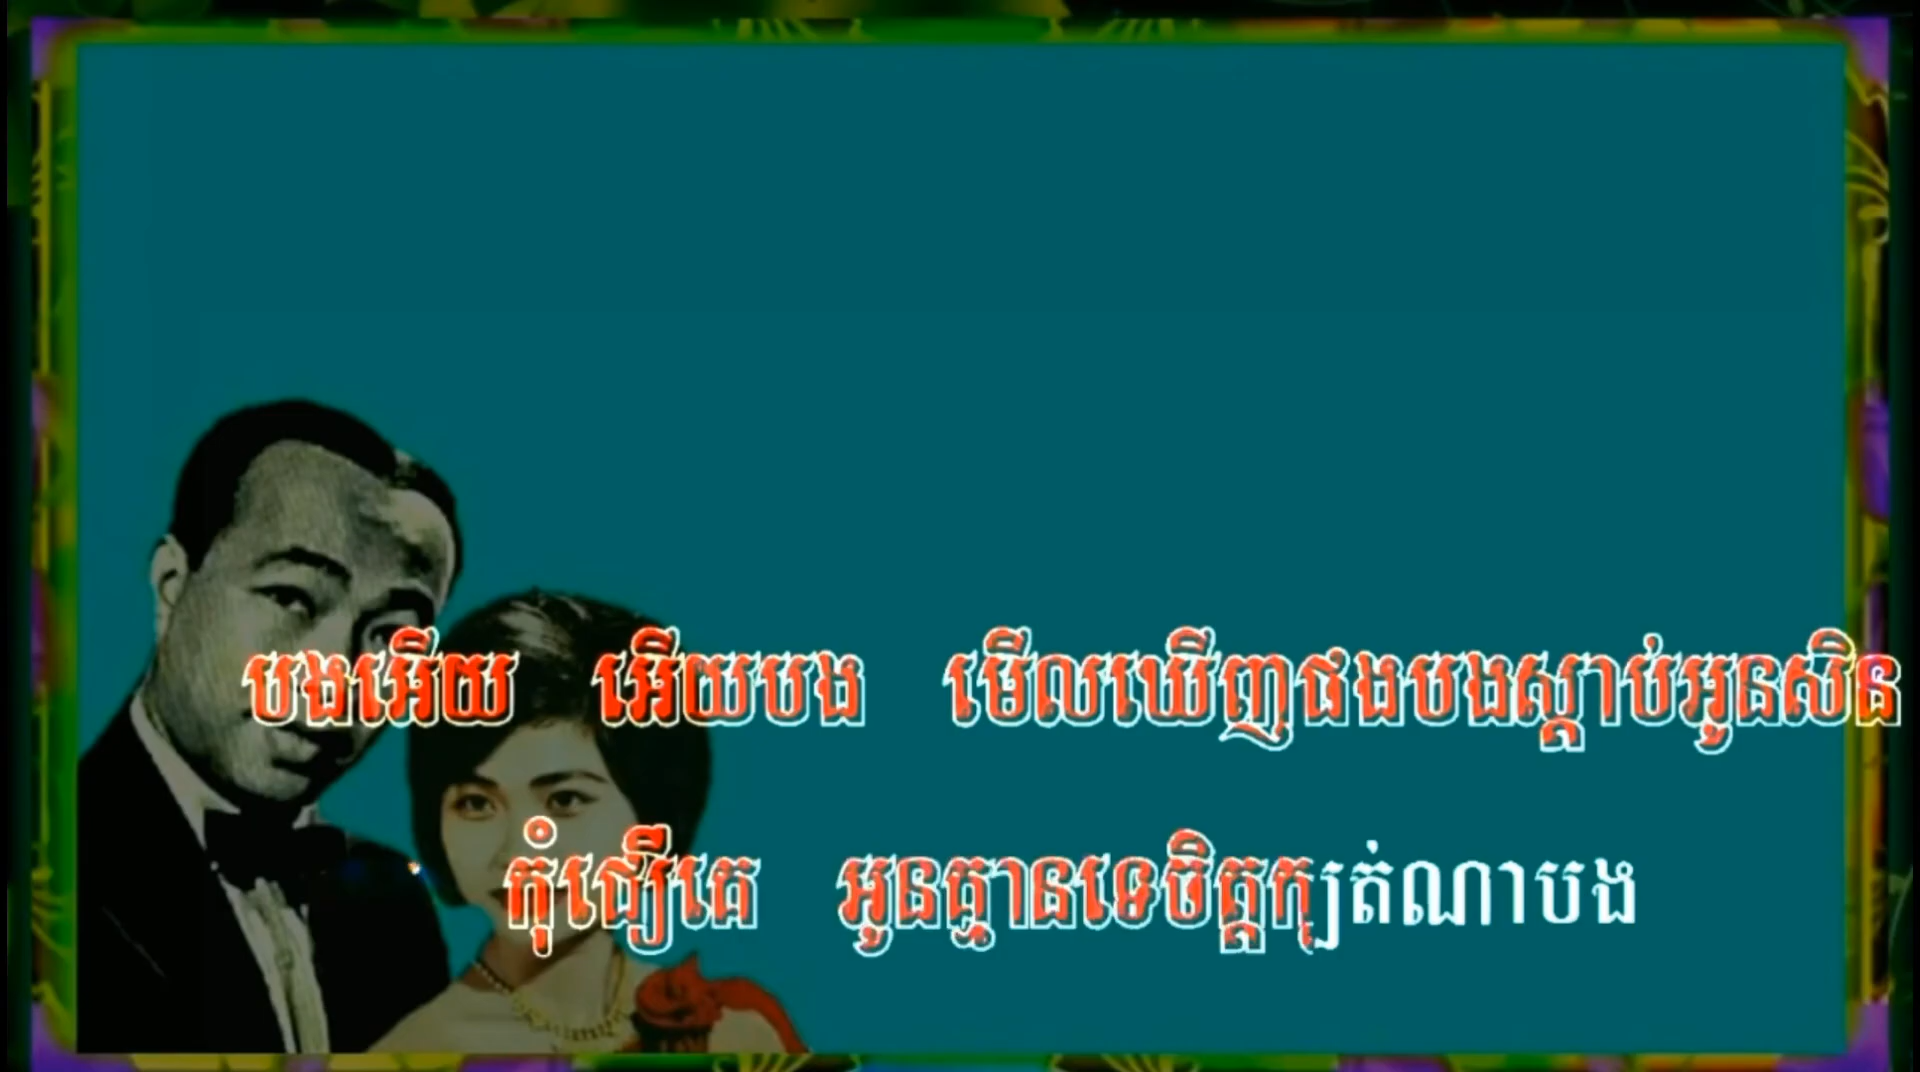 បងអើយ អើយបង មើលឃើញផងបងស្ដាប់អូនសិន
កុំជឿគេ អូនគ្មានទេចិត្តក្បត់ណាបង